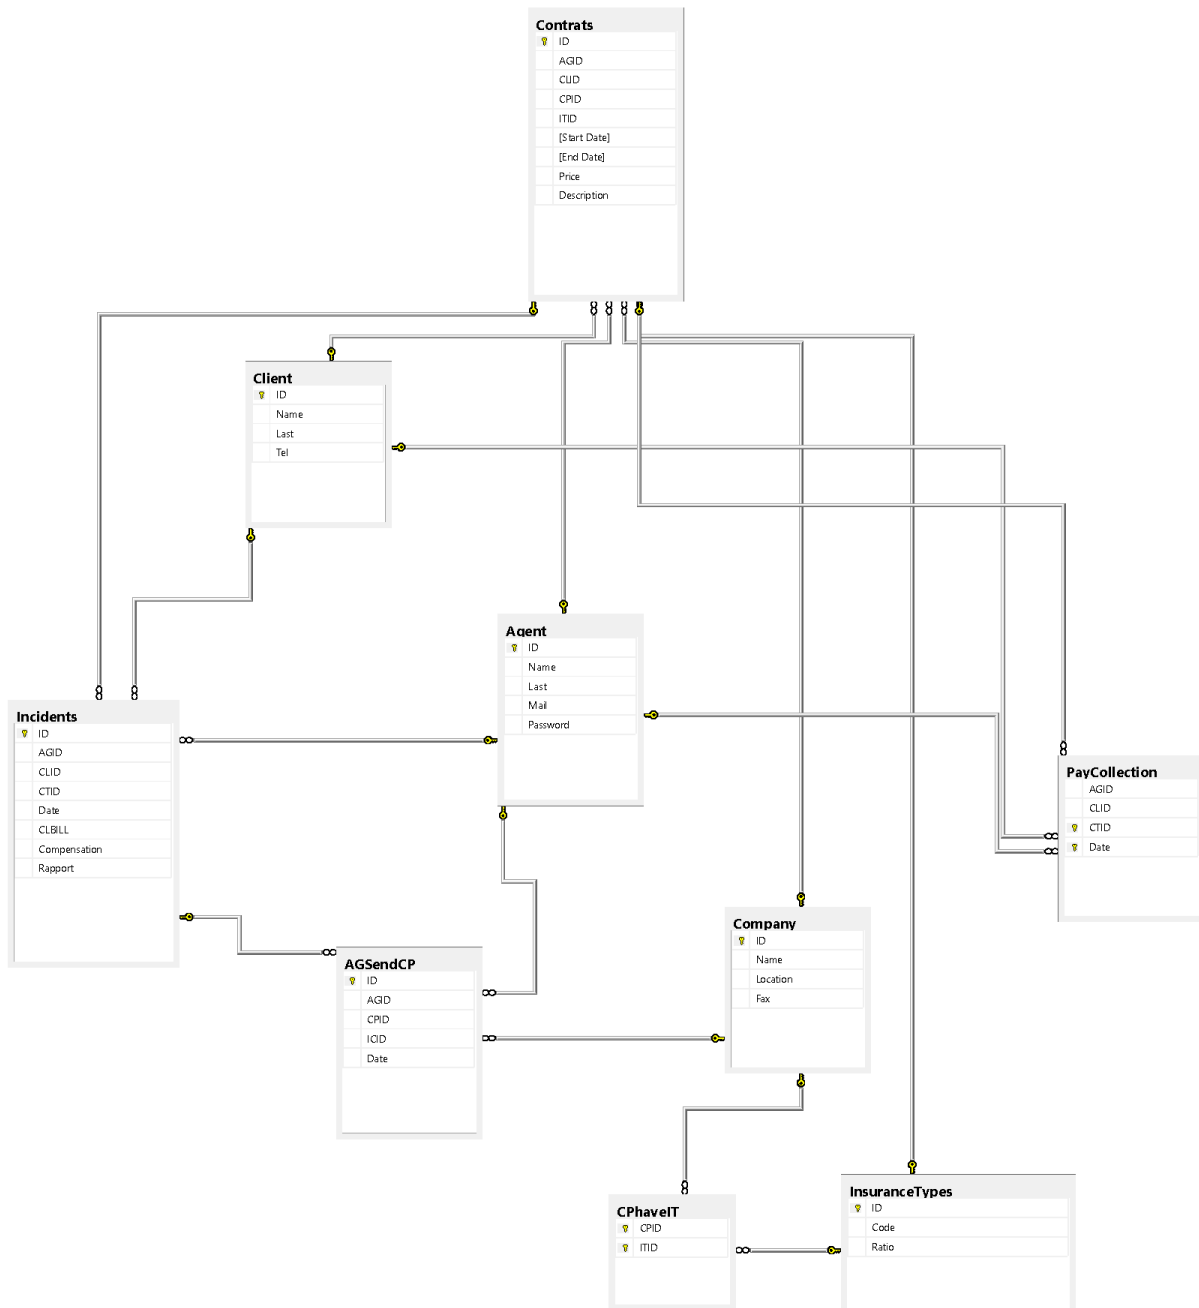 Contrats
ID
AGID
CLID
CPID
ITID
[Start Date]
[End Date]
Price
Description
Client
ID
Name
Last
Tel
Agent
ID
Name
Last
Mail
Password
Incidents
ID
AGID
CLID
CTID
Date
CLBILL
Compensation
Rapport
PayCollection
AGID
CLID
CTID
Date
Company
ID
Name
Location
Fax
AGSendCP
ID
AGID
CPID
ICID
Date
InsuranceTypes
ID
Code
Ratio
CPhaveIT
CPID
ITID